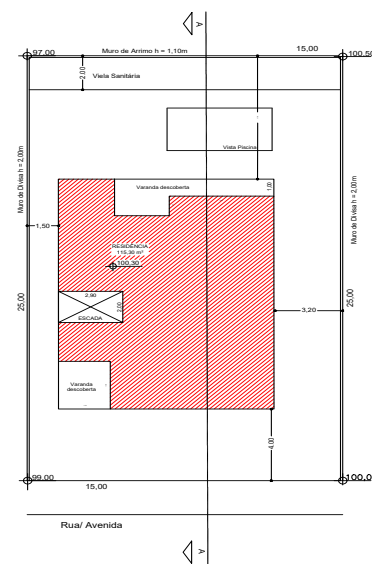 A
97,00
Muro de Arrimo h = 1,10m
15,00
100,50
2,00
Viela Sanitária
Vista Piscina
Muro de Divisa h = 2,00m
Muro de Divisa h = 2,00m
Varanda descoberta
1,00
1,50
RESIDÊNCIA
115,30 m²
100,30
2,90
2,00
ESCADA
25,00
25,00
3,20
Varanda
descoberta
4,00
99,00
15,00
100,0
Rua/ Avenida
A